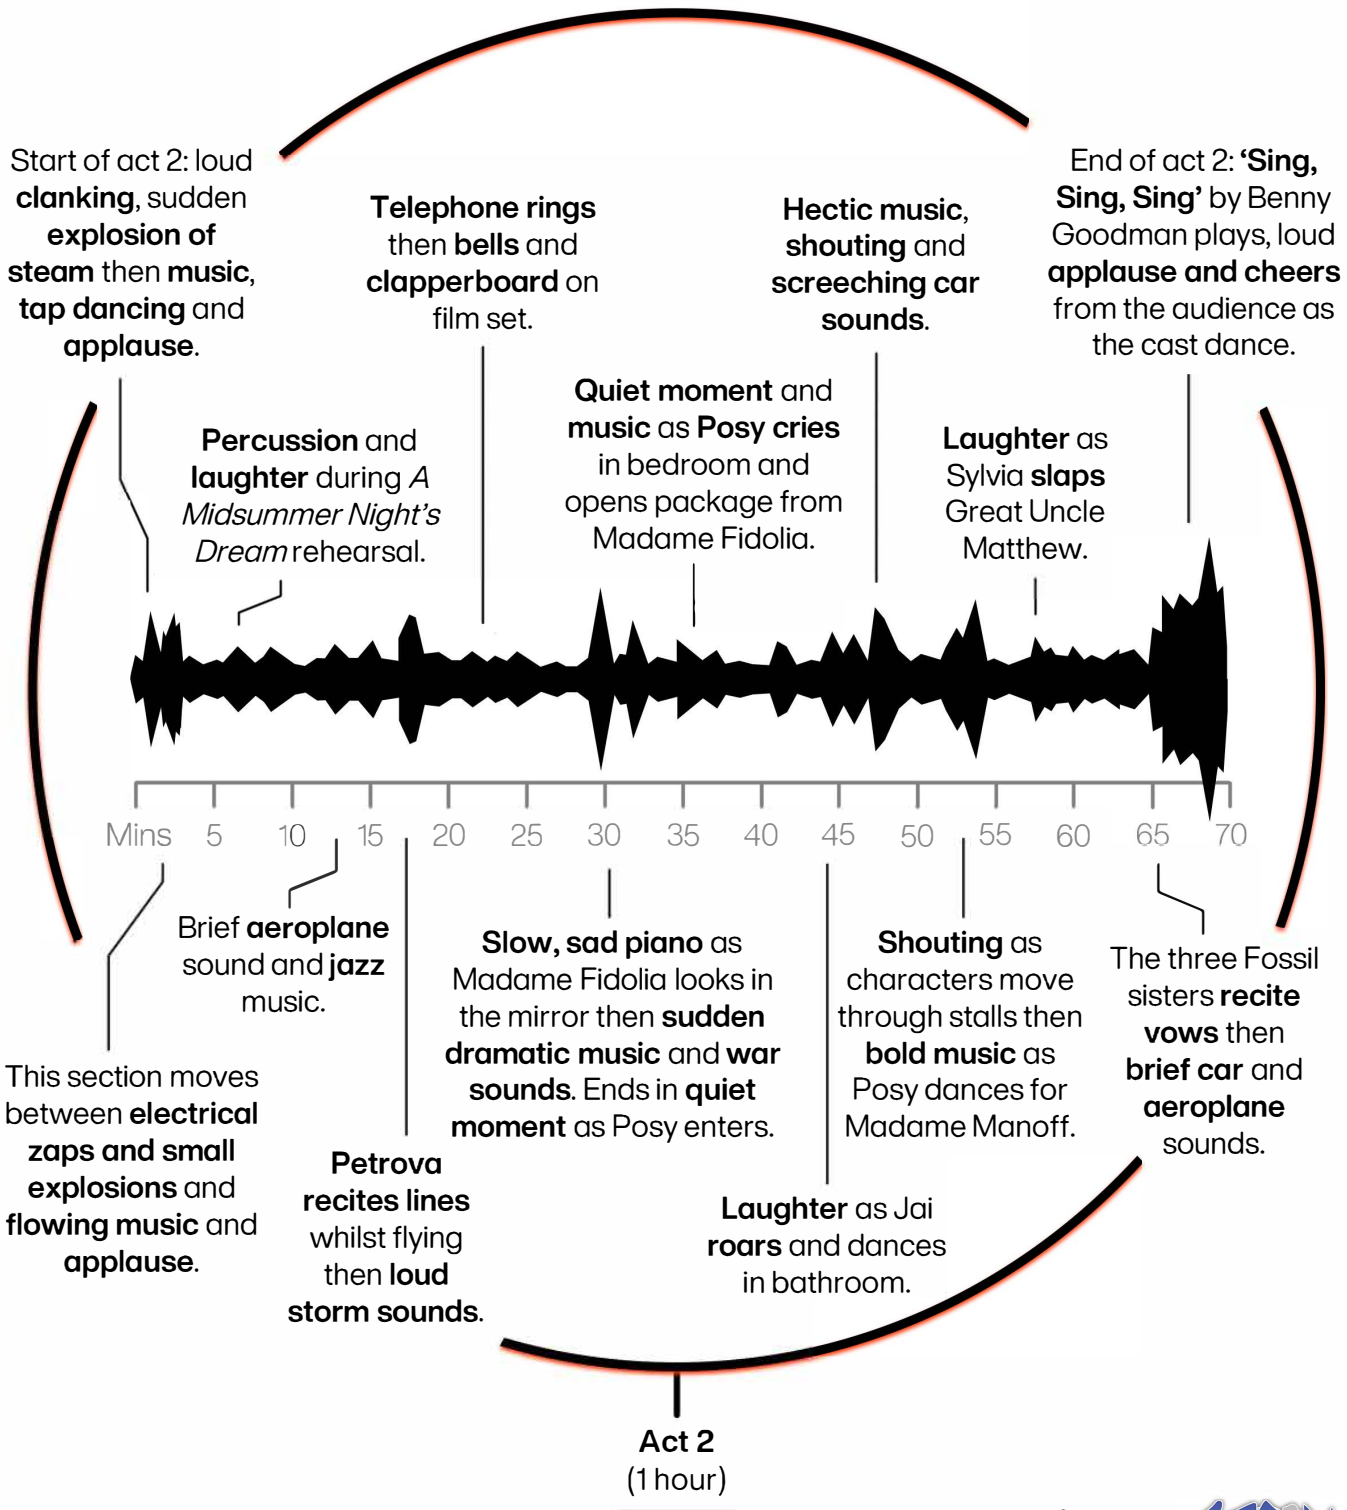 Start of act 2: loud
clanking, sudden
explosion of
steam then music,
tap dancing and
applause.
Percussion and
laughter during A
Midsummer Night's
Dream rehearsal.
Telephone rings
then bells and
clapperboard on
film set.
Quiet moment and
music as Posy cries
in bedroom and
opens package from
Madame Fidolia.
Hectic music,
shouting and
screeching car
sounds.
Laughter as
Sylvia slaps
Great Uncle
Matthew.
End of act 2: ‘Sing,
Sing, Sing’ by Benny
Goodman plays, loud
applause and cheers
from the audience as
the cast dance.
Mins 5 10 15 20 25 30 35 40 45 50 55 60 65 70
This section moves
between electrical
zaps and small
explosions and
flowing music and
applause.
Brief aeroplane
sound and jazz
music.
Petrova
recites lines
whilst flying
then loud
storm sounds.
Slow, sad piano as
Madame Fidolia looks in
the mirror then sudden
dramatic music and war
sounds. Ends in quiet
moment as Posy enters.
Laughter as Jai
roars and dances
in bathroom.
Shouting as
characters move
through stalls then
bold music as
Posy dances for
Madame Manoff.
The three Fossil
sisters recite
vows then
brief car and
aeroplane
sounds.
Act 2
(1 hour)